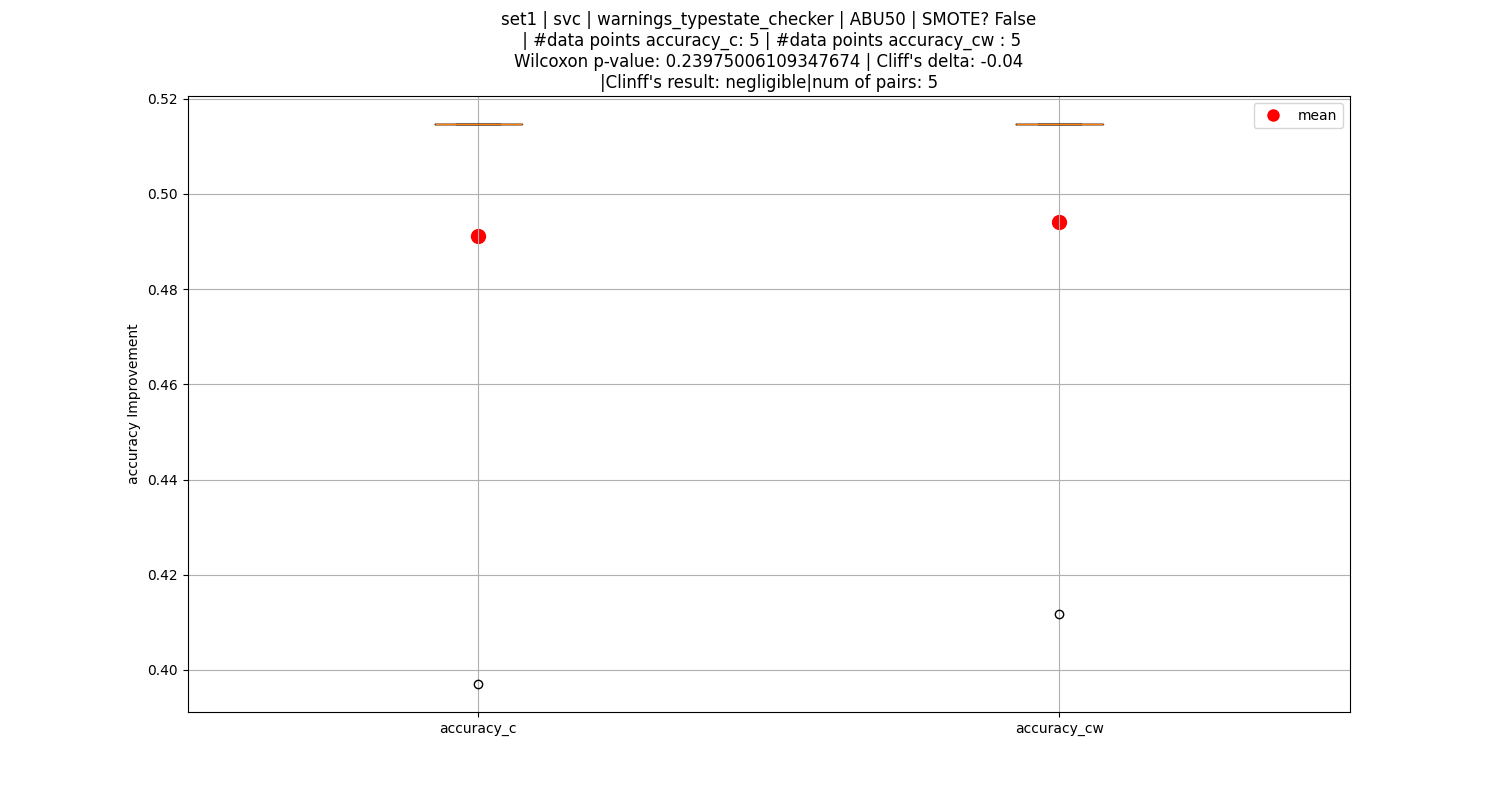 set1 | svc | warnings_typestate_checker | ABU50 | SMOTE? False
| #data points accuracy_c: 5 | #data points accuracy_cw : 5
Wilcoxon p-value: 0.23975006109347674 | Cliff's delta: -0.04
|Clinff's result: negligible|num of pairs: 5
mean
accuracy Improvement
0.52
0.50
0.48
0.46
0.44
0.42
0.40
accuracy_c
accuracy_cw